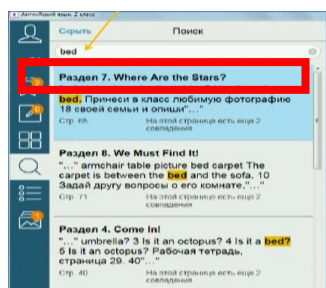 Английский язык. 2 класс
Скрыть
Поиск
bed
Раздел 7. Where Are the Stars?
bed. Принеси в класс любимую фотографию
18 своей семьи и опиши"..."
Стр. 65
На этой странице есть еще 2
совпадения
Раздел 8. We Must Find It!
"..." armchair table picture bed carpet The
carpet is between the bed and the sofa. 10
Задай другу вопросы о его комнате,"..."
Стр. 71
На этой странице есть еще 2
совпадения
Раздел 4. Come In!
"..." umbrella? 3 Is it an octopus? 4 Is it a bed?
5 Is it an octopus? Рабочая тетрадь,
страница 29. 40"..."
Стр. 40
На этой странице есть еще 2
совпадения